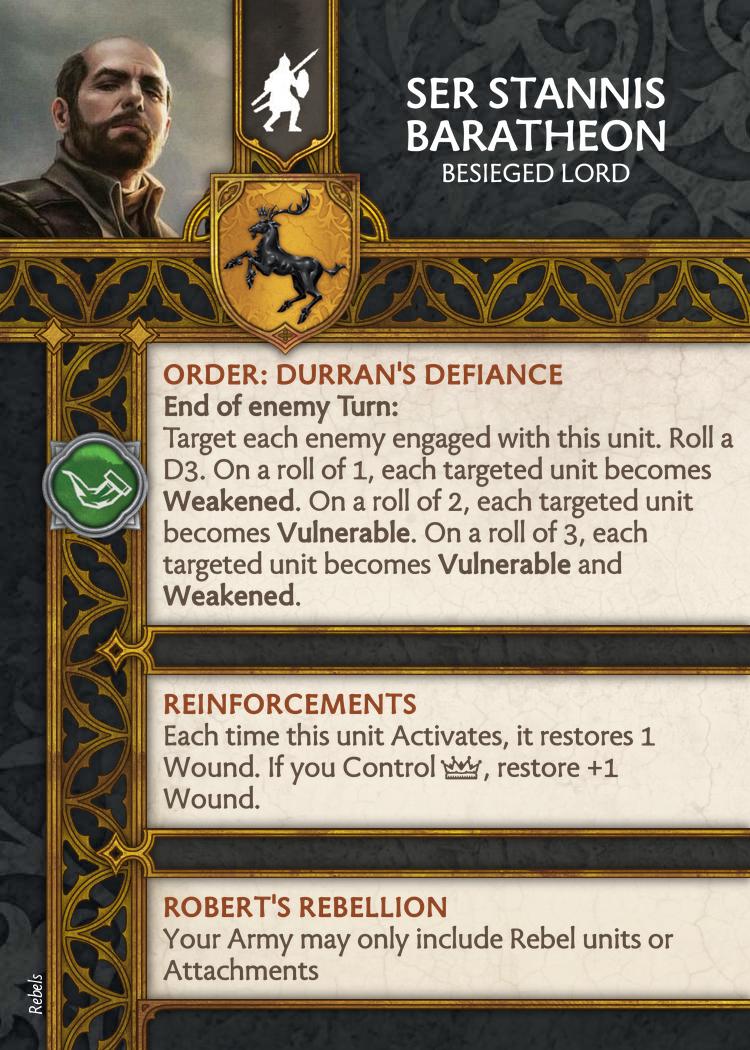 SER STANNIS
BARATHEON
BESIEGED LORD
ORDER: DURRAN'S DEFIANCE
End of enemy Turn:
Target each enemy engaged with this unit. Roll a
D3. On a roll of 1, each targeted unit becomes
Weakened. On a roll of 2, each targeted unit
becomes Vulnerable. On a roll of 3, each
targeted unit becomes Vulnerable and
Weakened.
REINFORCEMENTS
Each time this unit Activates, it restores 1
Wound. If you Control , restore +1
Wound.
ROBERT'S REBELLION
Your Army may only include Rebel units or
Attachments
Rebels